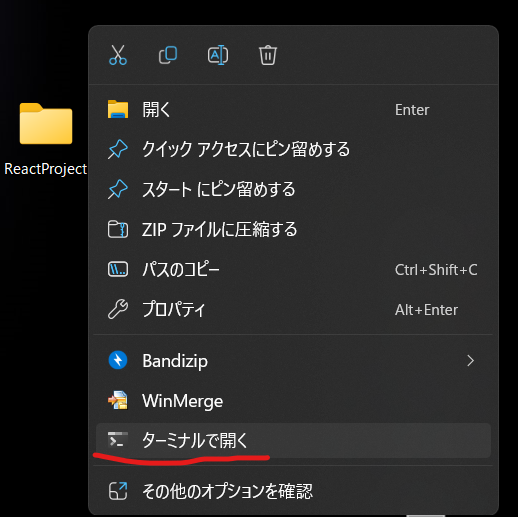 ReactProject
開く Enter
クイック アクセスにピン留めする
スタート にピン留めする
ZIP ファイルに圧縮する
パスのコピー Ctrl+Shift+C
プロパティ Alt+Enter
Bandizip
WinMerge
ターミナルで開く
その他のオプションを確認